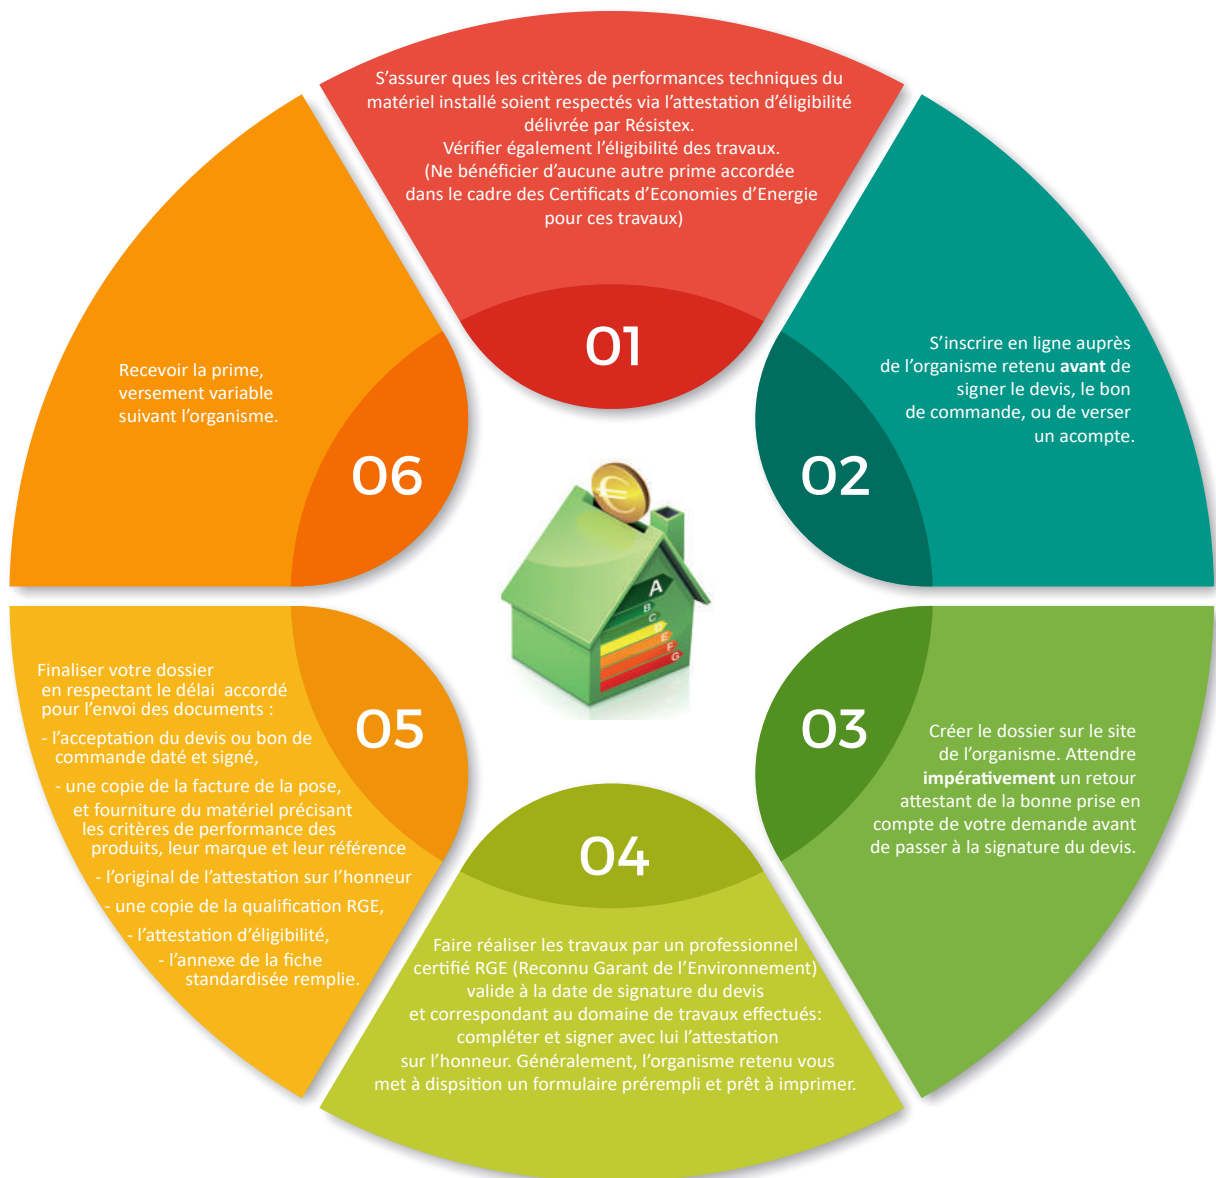 S'assurer ques les critères de performances techniques du
matériel installé soient respectés via l'attestation d'éligibilité
délivrée par Résistex.
Vérifier également l'éligibilité des travaux.
(Ne bénéficier d'aucune autre prime accordée
dans le cadre des Certificats d'Economies d'Energie
pour ces travaux)
01
S'inscrire en ligne auprès
de l'organisme retenu avant de
signer le devis, le bon
de commande, ou de verser
un acompte.
02
Créer le dossier sur le site
de l'organisme. Attendre
impérativement un retour
attestant de la bonne prise en
compte de votre demande avant
de passer à la signature du devis.
03
04
Faire réaliser les travaux par un professionnel
certifié RGE (Reconnu Garant de l'Environnement)
valide à la date de signature du devis
et correspondant au domaine de travaux effectués:
compléter et signer avec lui l'attestation
sur l'honneur. Généralement, l'organisme retenu vous
met à dispsition un formulaire prérempli et prêt à imprimer.
Finaliser votre dossier
en respectant le délai accordé
pour l'envoi des documents :
- l'acceptation du devis ou bon de
commande daté et signé,
- une copie de la facture de la pose,
et fourniture du matériel précisant
les critères de performance des
produits, leur marque et leur référence
- l'original de l'attestation sur l'honneur
- une copie de la qualification RGE,
- l'attestation d'éligibilité,
- l'annexe de la fiche
standardisée remplie.
05
Recevoir la prime,
versement variable
suivant l'organisme.
06
€
A
B
C
D
E
F
G